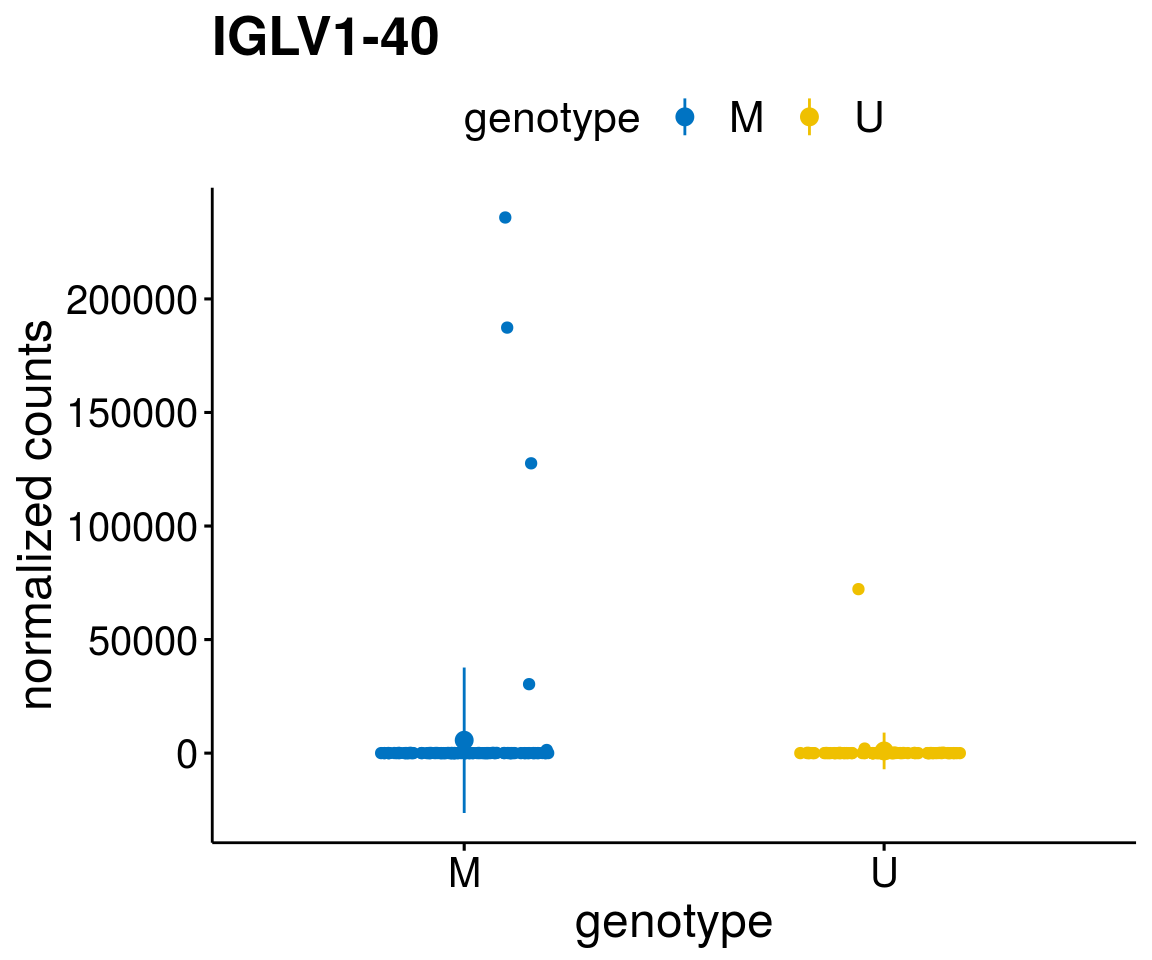 IGLV1-40
genotype M U
normalized counts
200000
150000
100000
50000
0
M U
genotype